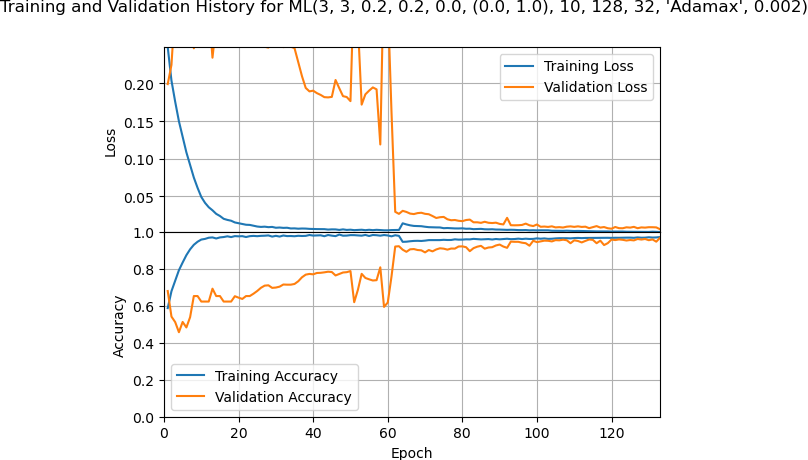 Training and Validation History for ML(3, 3, 0.2, 0.2, 0.0, (0.0, 1.0), 10, 128, 32, 'Adamax', 0.002)
Training Loss
Validation Loss
0.20
0.15
0.10
0.05
Loss
1.0
0.8
0.6
0.4
0.2
0.0
Accuracy
Training Accuracy
Validation Accuracy
0 20 40 60 80 100 120
Epoch